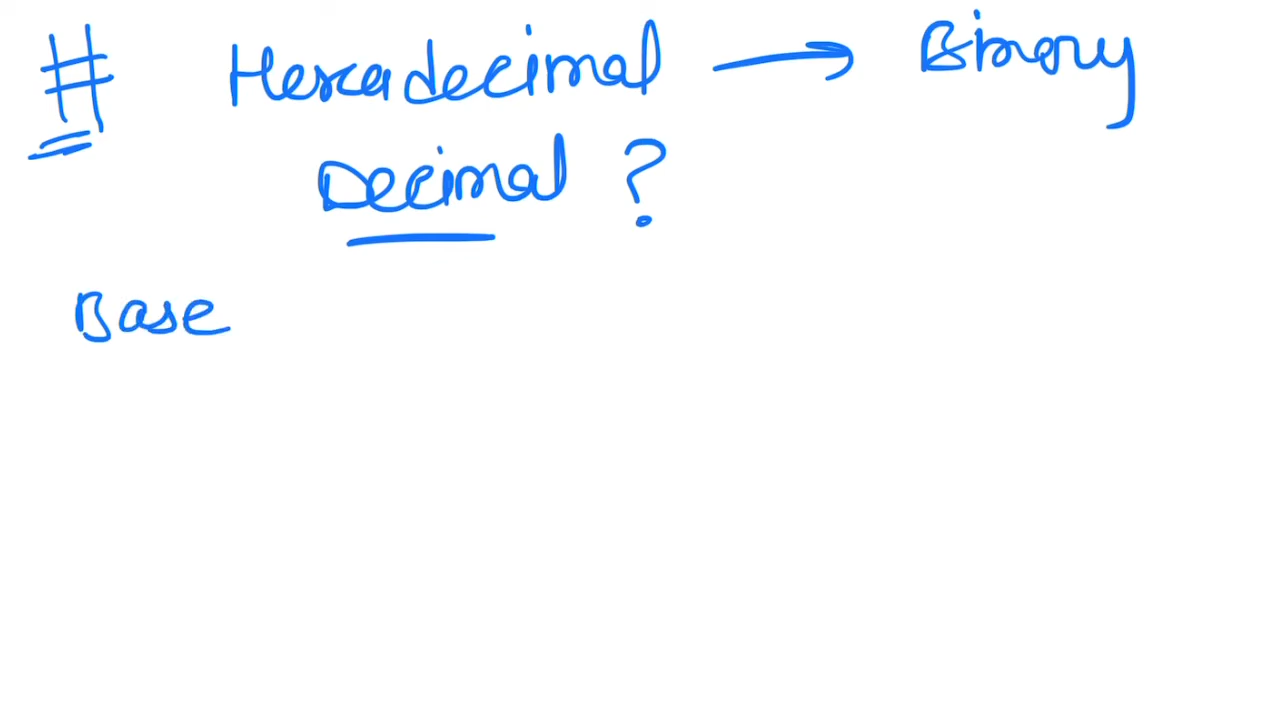 # Hexadecimal → Binary
Decimal ?
Base